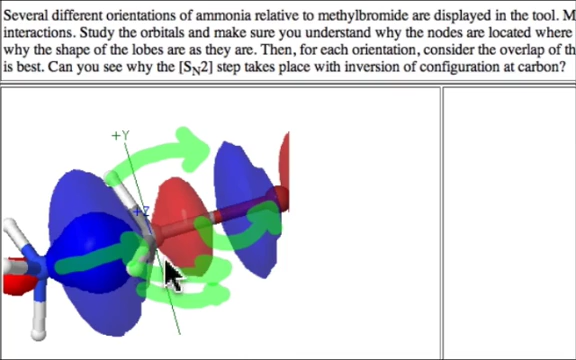 Several different orientations of ammonia relative to methylbromide are displayed in the tool. M
interactions. Study the orbitals and make sure you understand why the nodes are located where
why the shape of the lobes are as they are. Then, for each orientation, consider the overlap of th
is best. Can you see why the [SN2] step takes place with inversion of configuration at carbon?
+Y
+Z